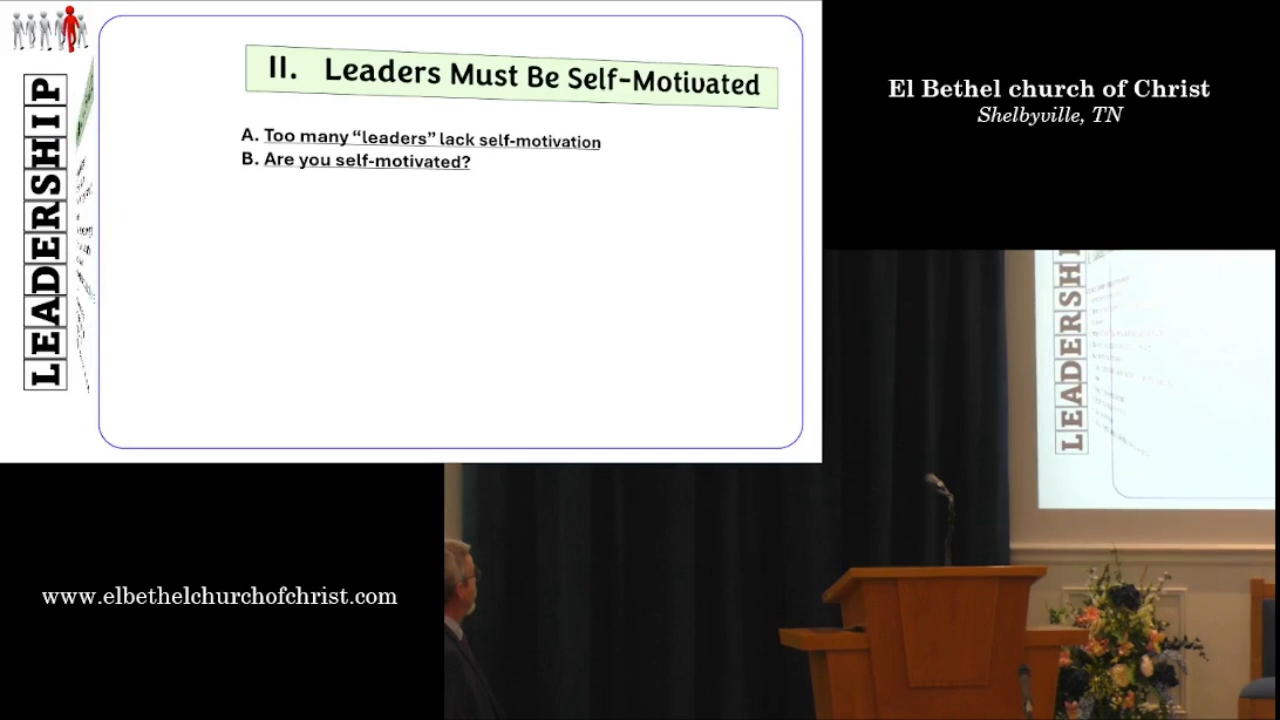 LEADERSHIP
II. Leaders Must Be Self-Motivated
A. Too many “leaders” lack self-motivation
B. Are you self-motivated?
El Bethel church of Christ
Shelbyville, TN
LEADERSHI
www.elbethelchurchofchrist.com